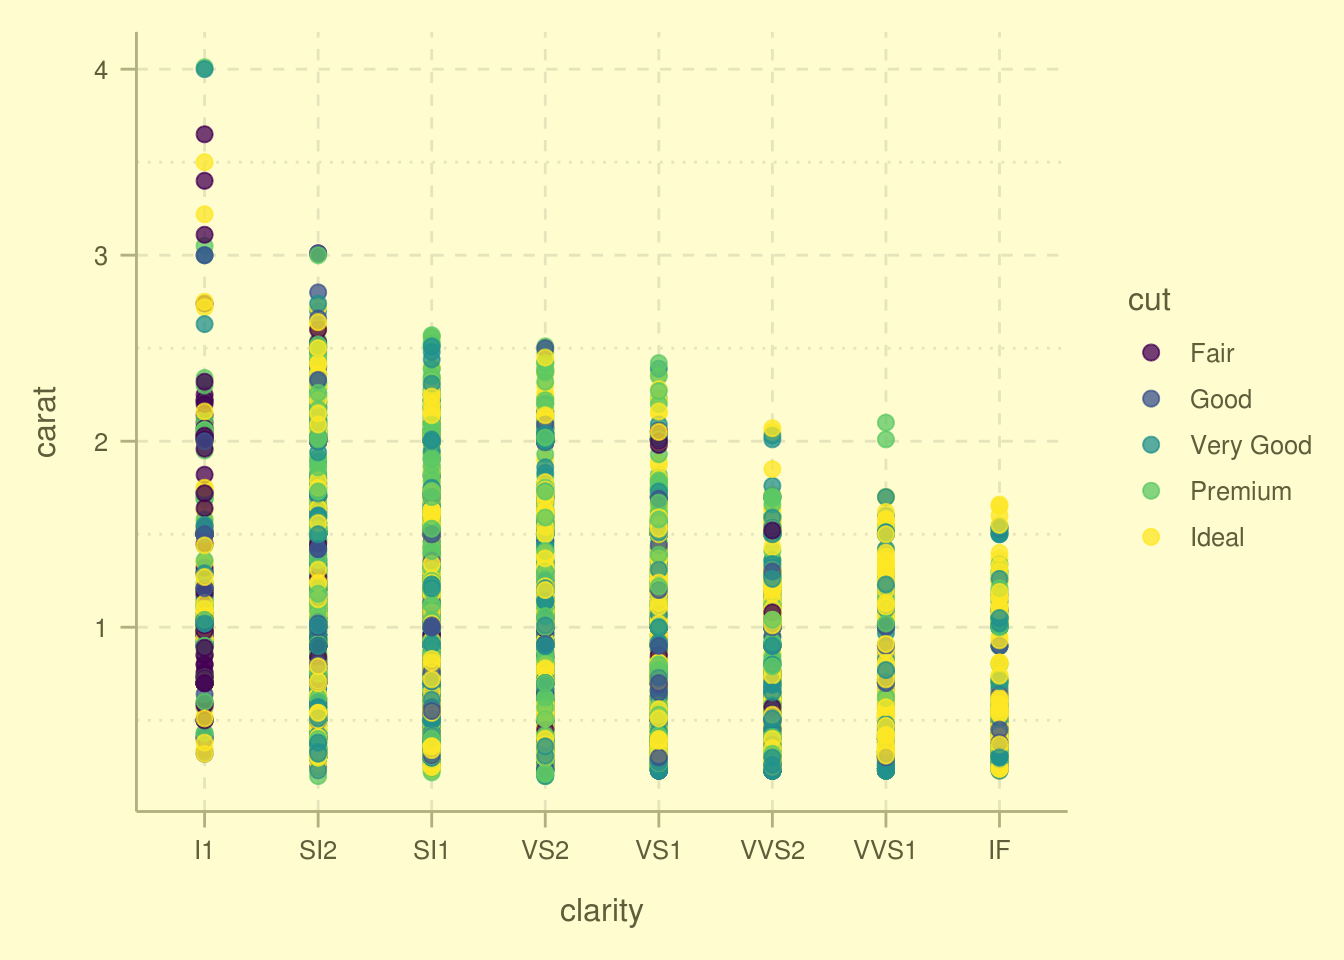 carat
4
3
2
1
I1 SI2 SI1 VS2 VS1 VVS2 VVS1 IF
clarity
cut
Fair
Good
Very Good
Premium
Ideal